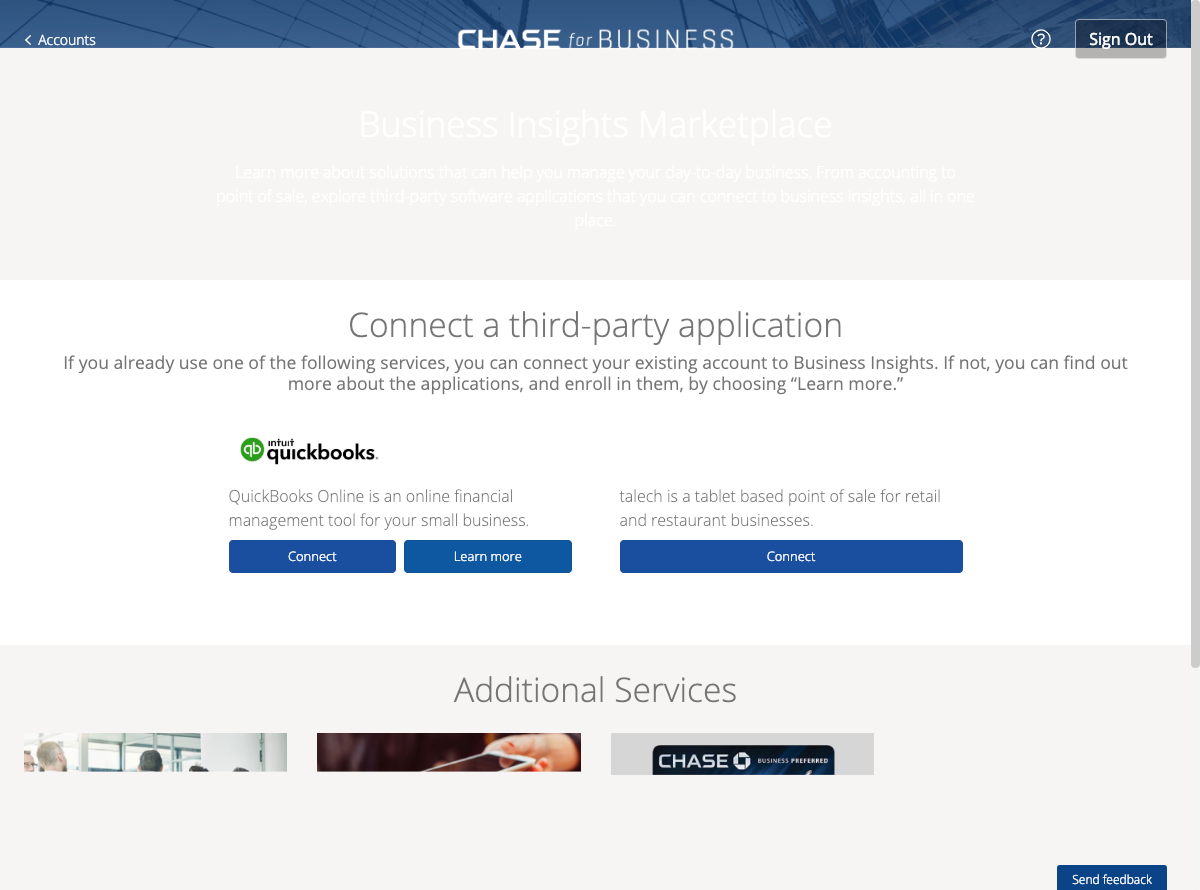 Accounts
CHASE for BUSINESS
?
Sign Out
Business Insights Marketplace
Learn more about solutions that can help you manage your day-to-day business. From accounting to
point of sale, explore third-party software applications that you can connect to business insights, all in one
place.
Connect a third-party application
If you already use one of the following services, you can connect your existing account to Business Insights. If not, you can find out
more about the applications, and enroll in them, by choosing “Learn more.”
qb intuit quickbooks.
QuickBooks Online is an online financial
management tool for your small business.
Connect
Learn more
talech is a tablet based point of sale for retail
and restaurant businesses.
Connect
Additional Services
CHASE BUSINESS PREFERRED
Send feedback